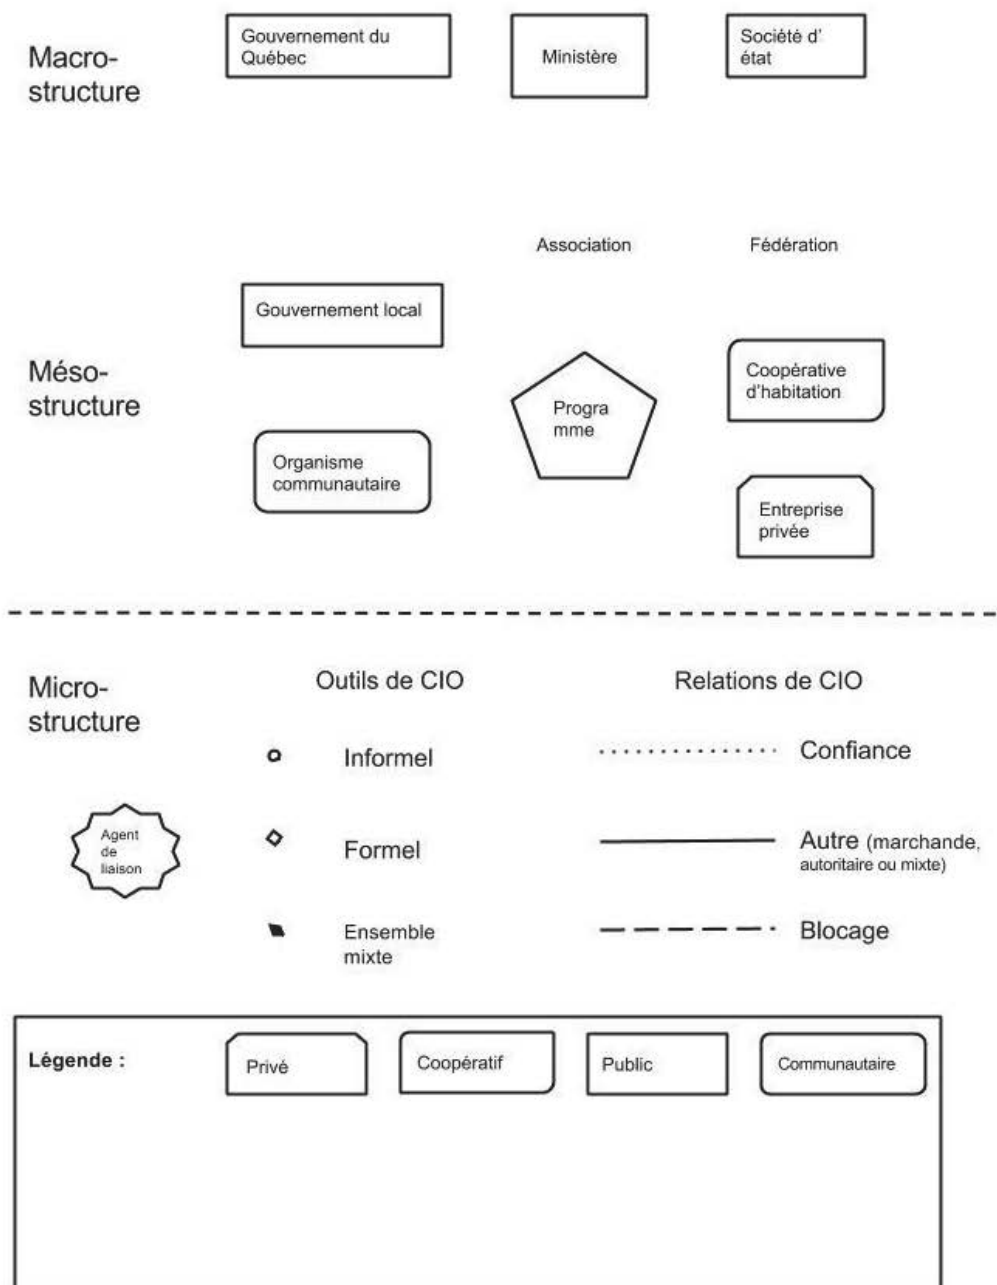 Macro-
structure
Gouvernement du
Québec
Ministère
Société d'
état
Association
Fédération
Gouvernement local
Méso-
structure
Progra
mme
Coopérative
d'habitation
Organisme
communautaire
Entreprise
privée
Micro-
structure
Outils de CIO
Relations de CIO
Informel
Confiance
Agent
de
liaison
Formel
Autre (marchande,
autoritaire ou mixte)
Ensemble
mixte
Blocage
Légende :
Privé
Coopératif
Public
Communautaire